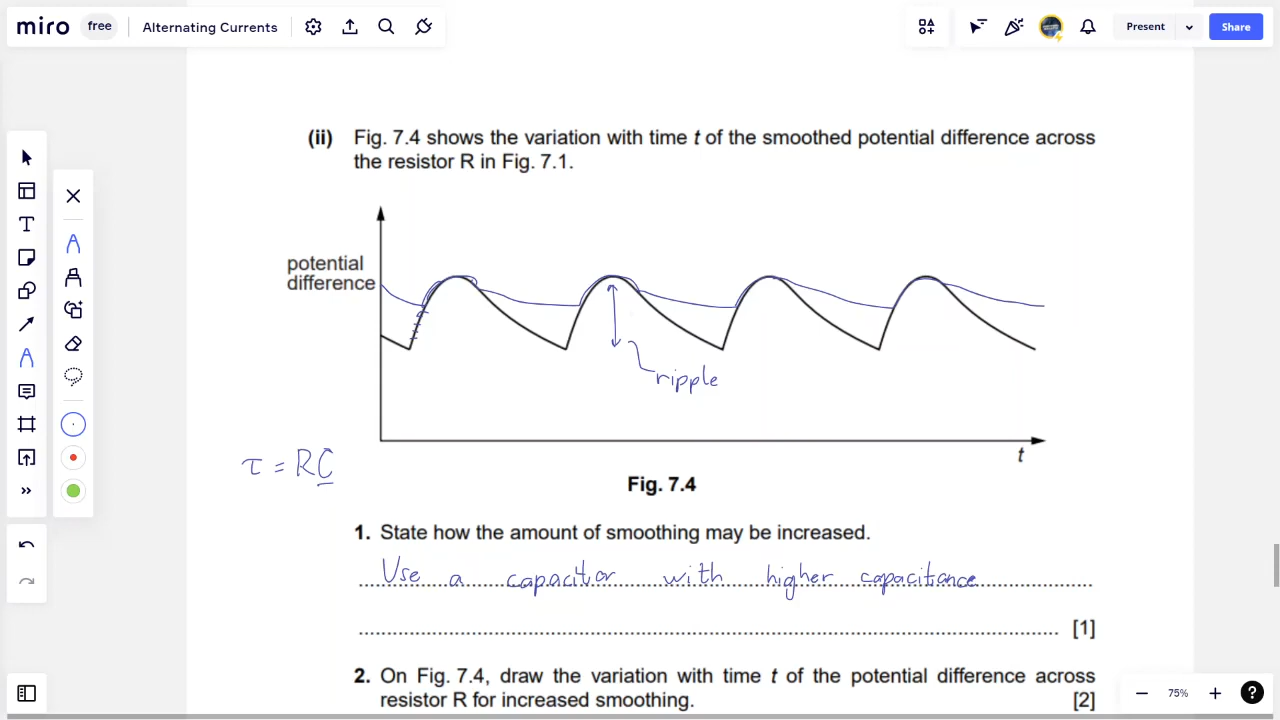 miro free Alternating Currents Present Share
(ii) Fig. 7.4 shows the variation with time t of the smoothed potential difference across
the resistor R in Fig. 7.1.
potential
difference
ripple
t
τ = RC
Fig. 7.4
1. State how the amount of smoothing may be increased.
Use a capacitor with higher capacitance
[1]
2. On Fig. 7.4, draw the variation with time t of the potential difference across
resistor R for increased smoothing. [2]
75%